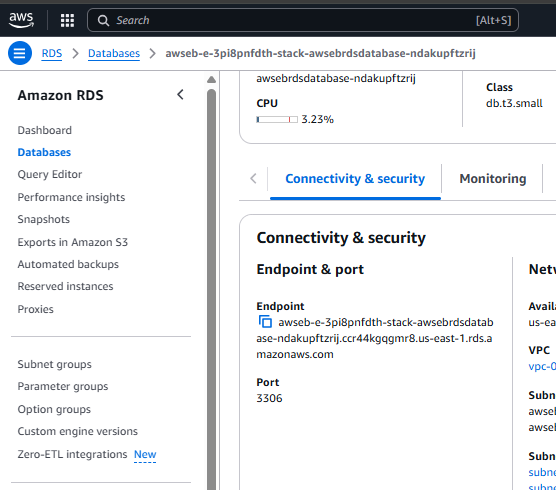 aws
Search
[Alt+S]
RDS > Databases > awseb-e-3pi8pnfdth-stack-awsebrdsdatabase-ndakupftzrij
Amazon RDS
Dashboard
Databases
Query Editor
Performance insights
Snapshots
Exports in Amazon S3
Automated backups
Reserved instances
Proxies
Subnet groups
Parameter groups
Option groups
Custom engine versions
Zero-ETL integrations New
awsebrdsdatabase-ndakupftzrij
CPU
3.23%
Class
db.t3.small
Connectivity & security
Monitoring
Connectivity & security
Endpoint & port
Endpoint
awseb-e-3pi8pnfdth-stack-awsebrdsdatab
ase-ndakupftzrij.ccr44kgqgmr8.us-east-1.rds.a
mazonaws.com
Port
3306
Netw
Availa
us-ea
VPC
vpc-0
Subn
awseb
awseb
Subn
subne
subne